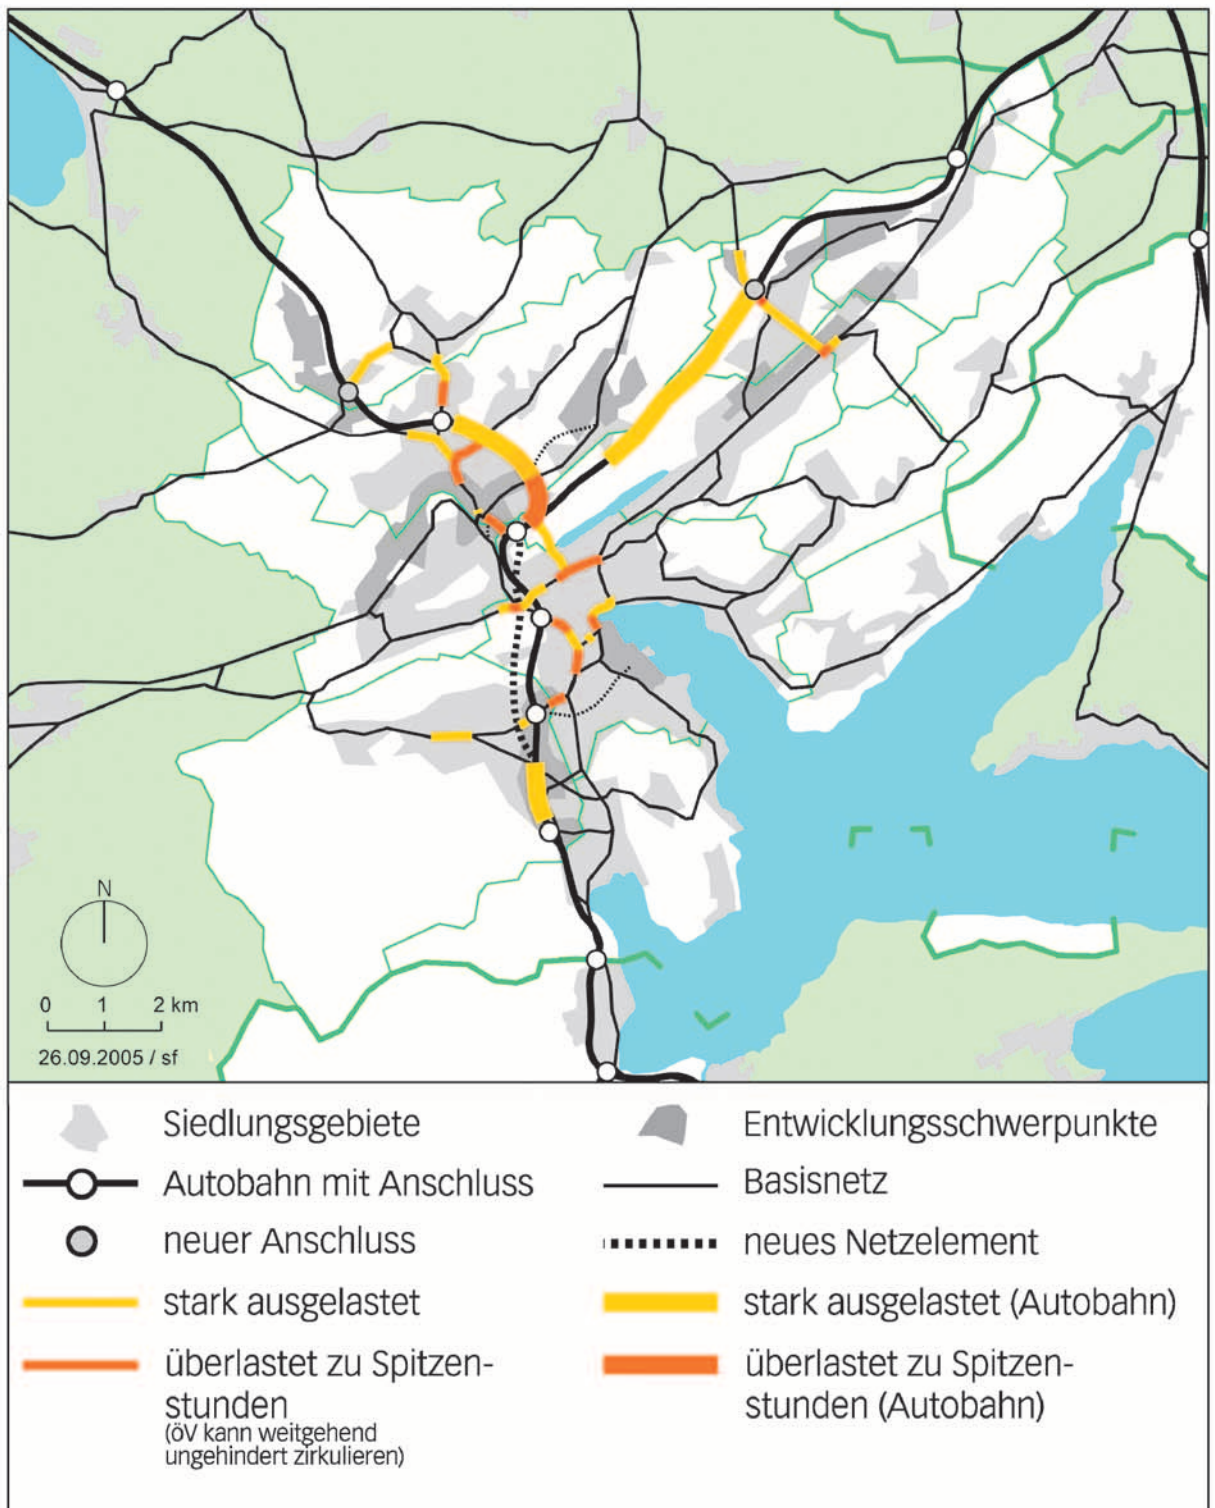 N
0 1 2 km
26.09.2005 / sf
Siedlungsgebiete
Entwicklungsschwerpunkte
Autobahn mit Anschluss
Basisnetz
neuer Anschluss
neues Netzelement
stark ausgelastet
stark ausgelastet (Autobahn)
überlastet zu Spitzen-
stunden
(öV kann weitgehend
ungehindert zirkulieren)
überlastet zu Spitzen-
stunden (Autobahn)